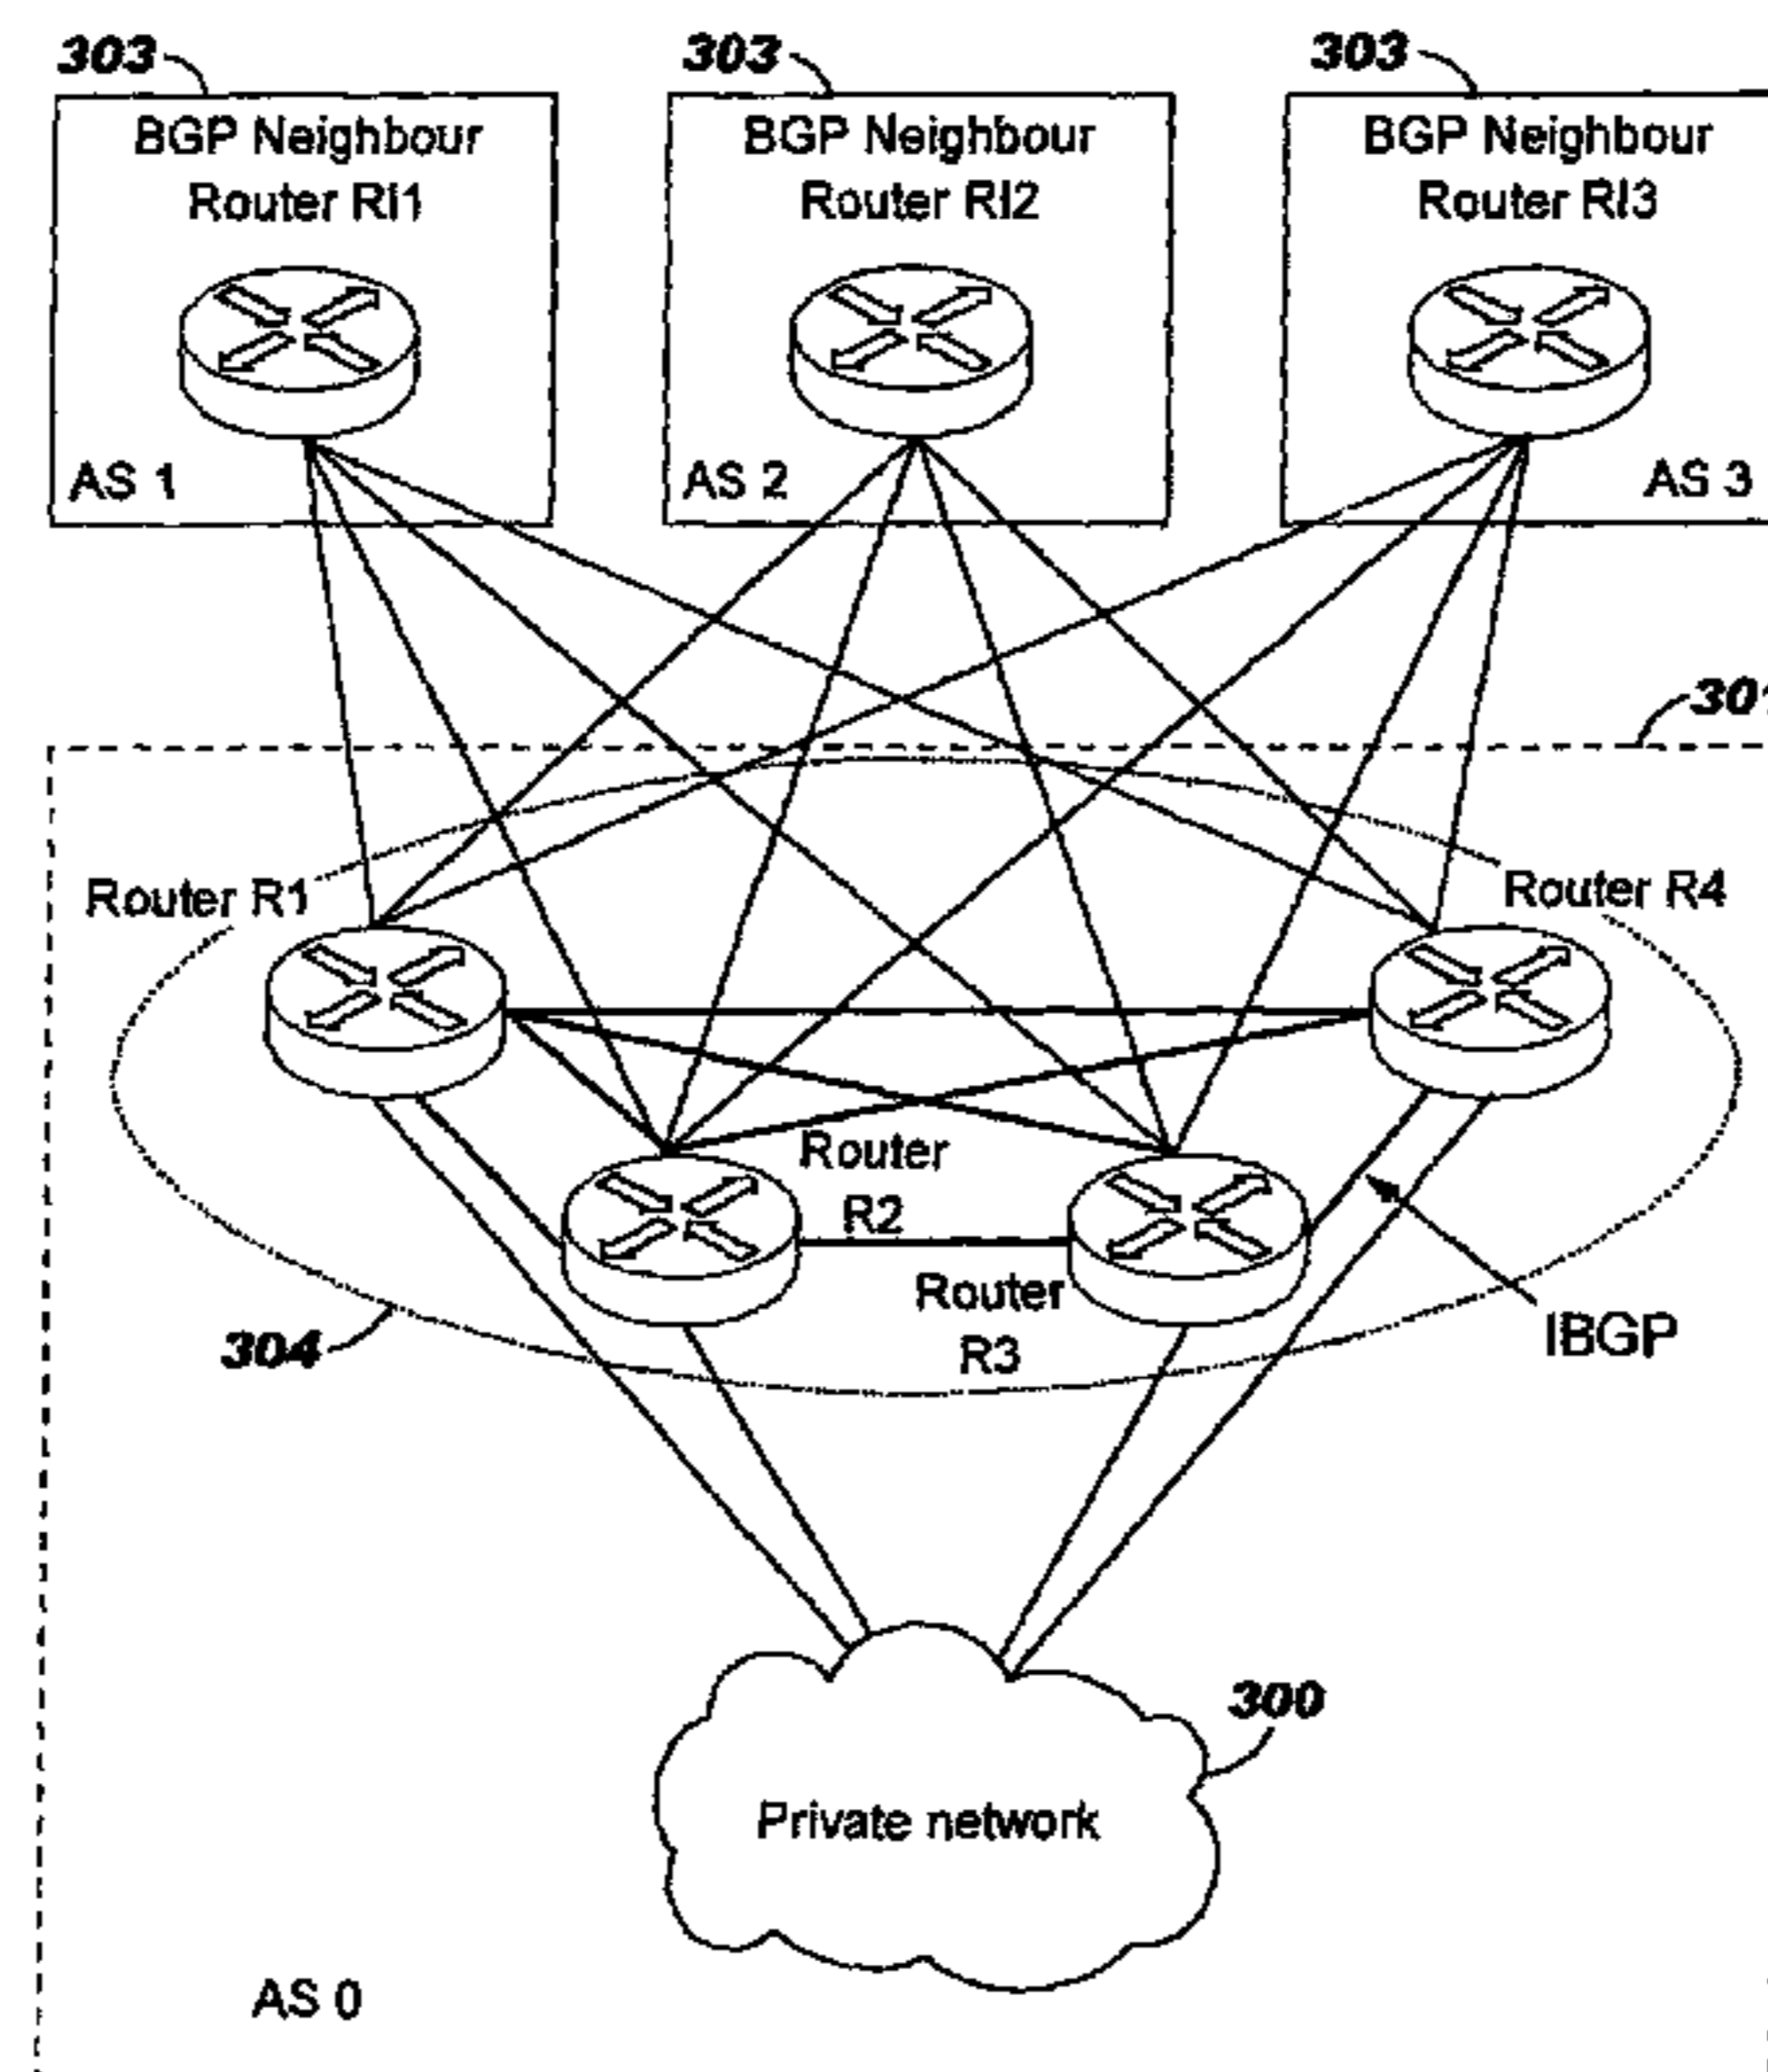 303
303
303
BGP Neighbour
Router RI1
BGP Neighbour
Router RI2
BGP Neighbour
Router RI3
AS 1
AS 2
AS 3
301
Router R1
Router R4
Router
R2
Router
R3
IBGP
304
300
Private network
AS 0